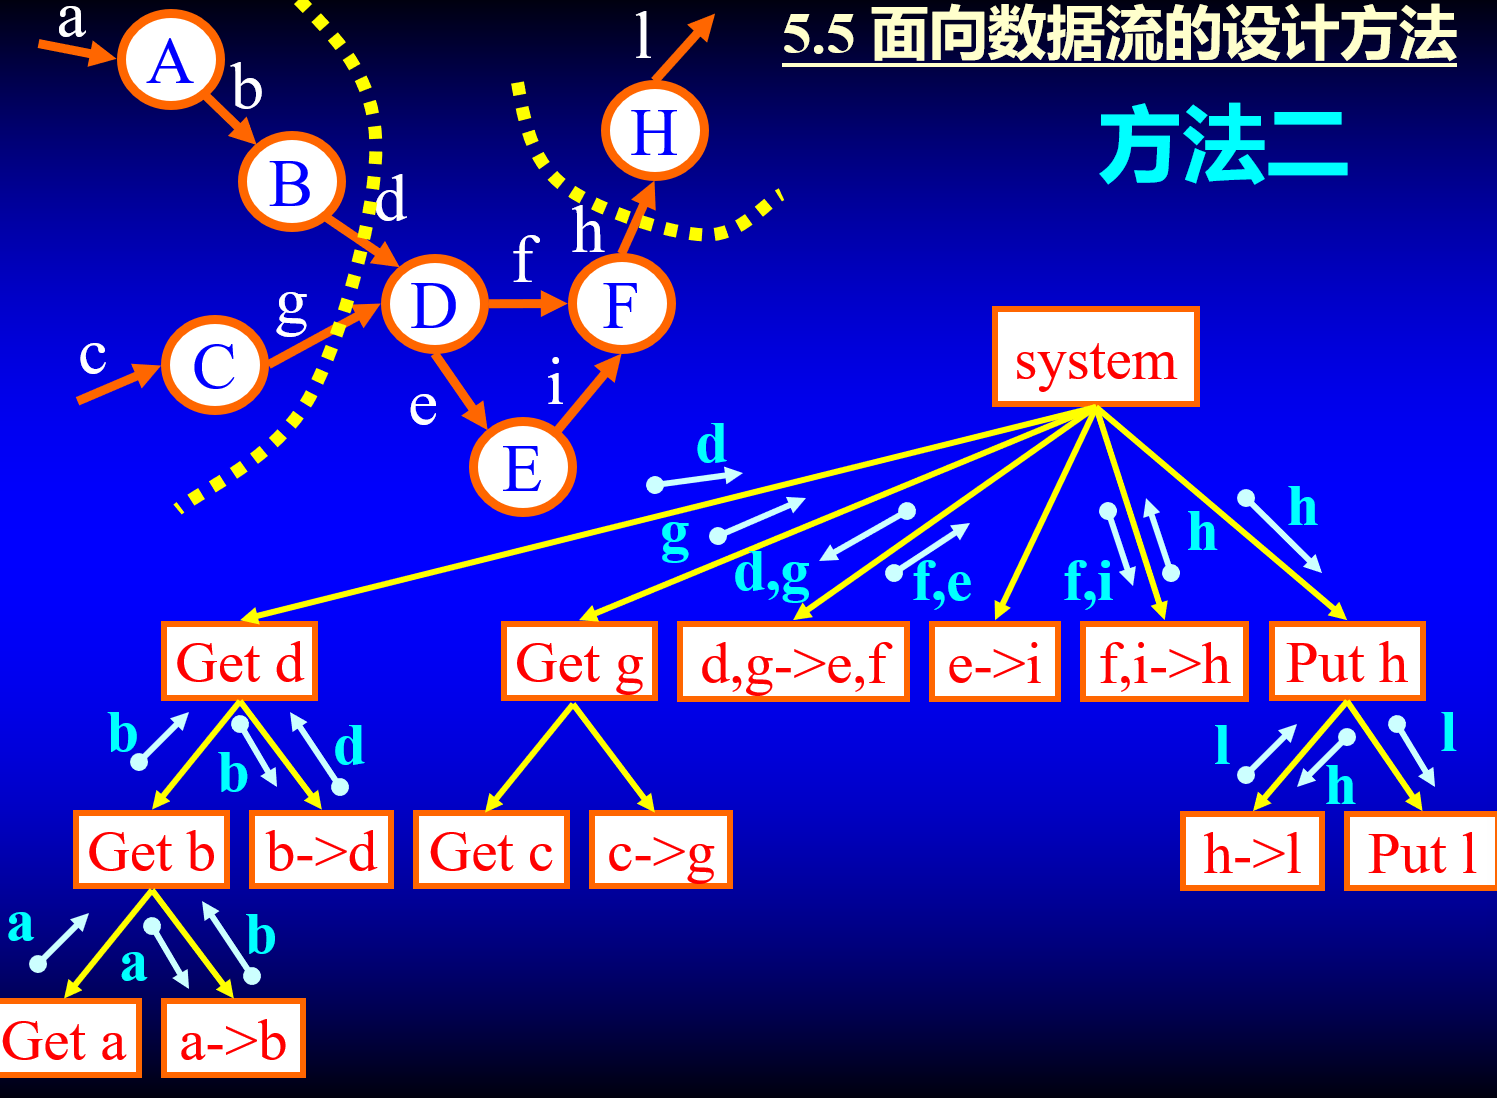 5.5 面向数据流的设计方法
方法二
a
A
b
B
d
c
C
g
D
f
F
e
E
i
h
H
l
system
d
g
d,g
f,e
f,i
h
h
Get d
Get g
d,g->e,f
e->i
f,i->h
Put h
b
b
d
l
h
l
Get b
b->d
Get c
c->g
h->l
Put l
a
a
b
Get a
a->b